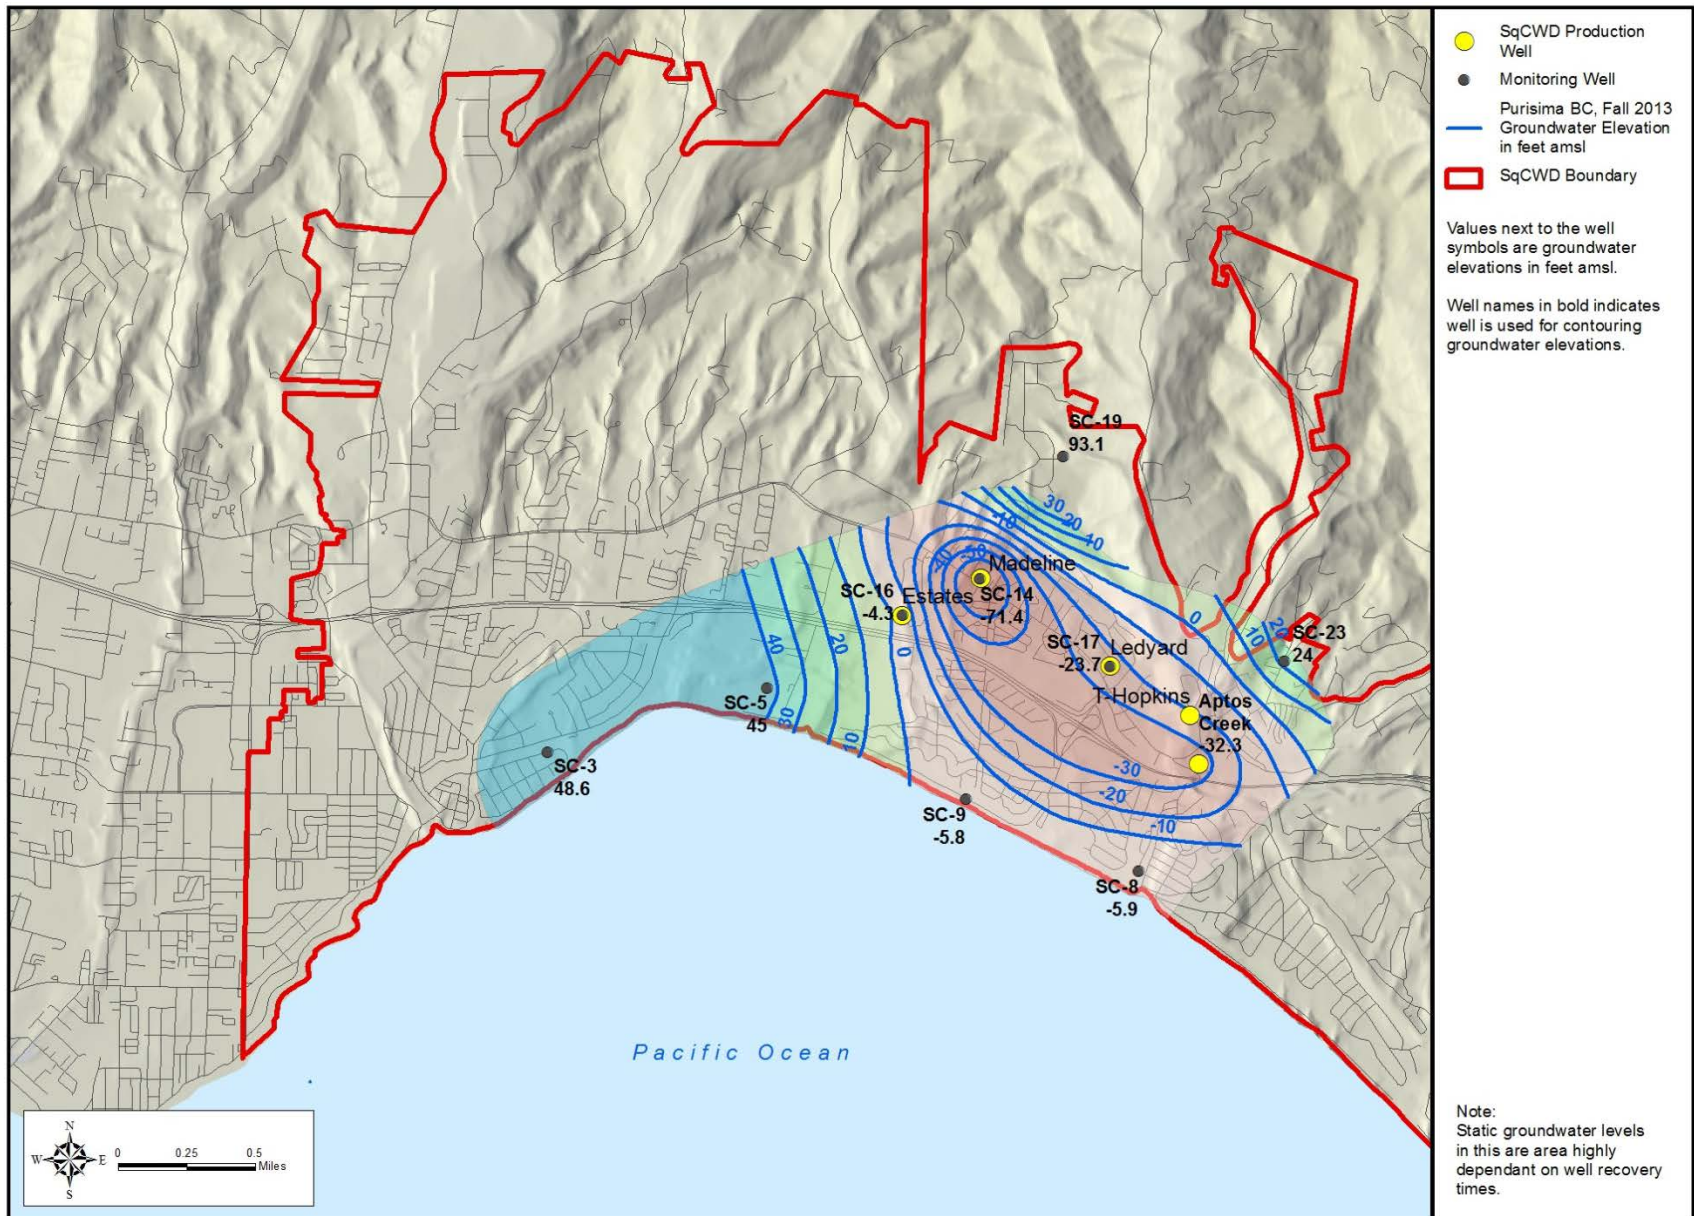 SqCWD Production
Well
Monitoring Well
Purisima BC, Fall 2013
Groundwater Elevation
in feet amsl
SqCWD Boundary
Values next to the well
symbols are groundwater
elevations in feet amsl.
Well names in bold indicates
well is used for contouring
groundwater elevations.
SC-19
93.1
30
20
10
-10
-50
-40
Madeline
SC-16
Estates
SC-14
-4.3
-71.4
0
10
20
SC-23
24
SC-17
Ledyard
-23.7
40
20
0
T-Hopkins
Aptos
Creek
-32.3
SC-5
45
30
10
SC-3
48.6
-30
-20
-10
SC-9
-5.8
SC-8
-5.9
Pacific Ocean
N
W
E
S
0
0.25
0.5
Miles
Note:
Static groundwater levels
in this are area highly
dependant on well recovery
times.